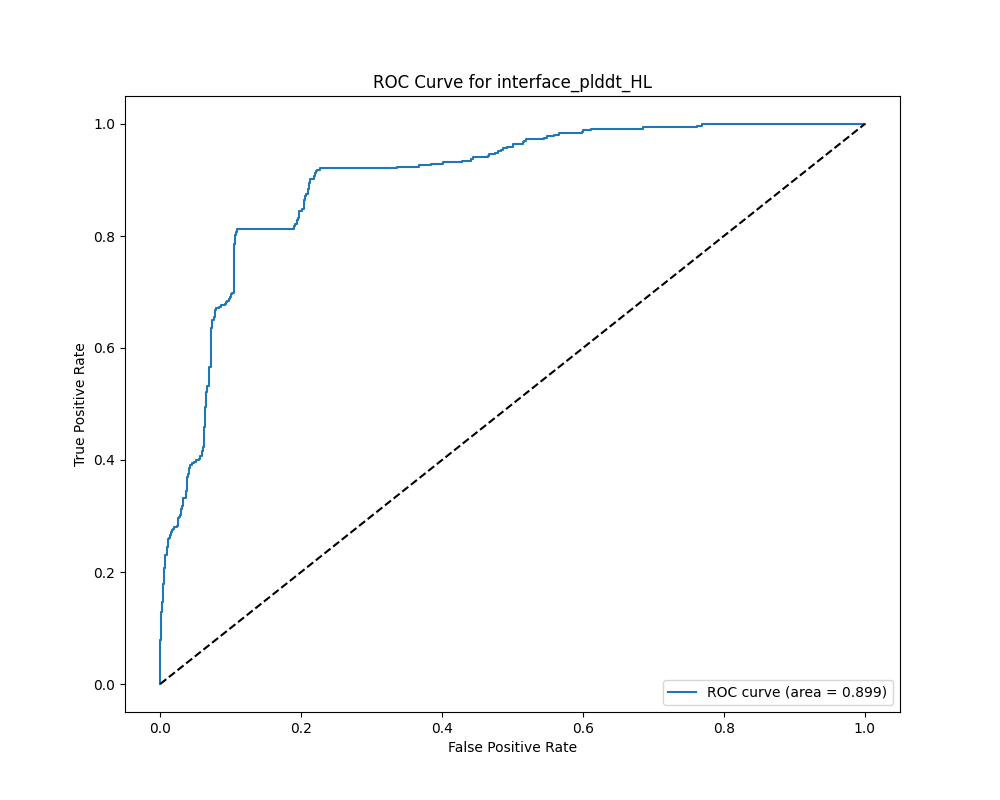 ROC Curve for interface_plddt_HL
1.0
0.8
0.6
0.4
0.2
0.0
True Positive Rate
0.0 0.2 0.4 0.6 0.8 1.0
False Positive Rate
ROC curve (area = 0.899)